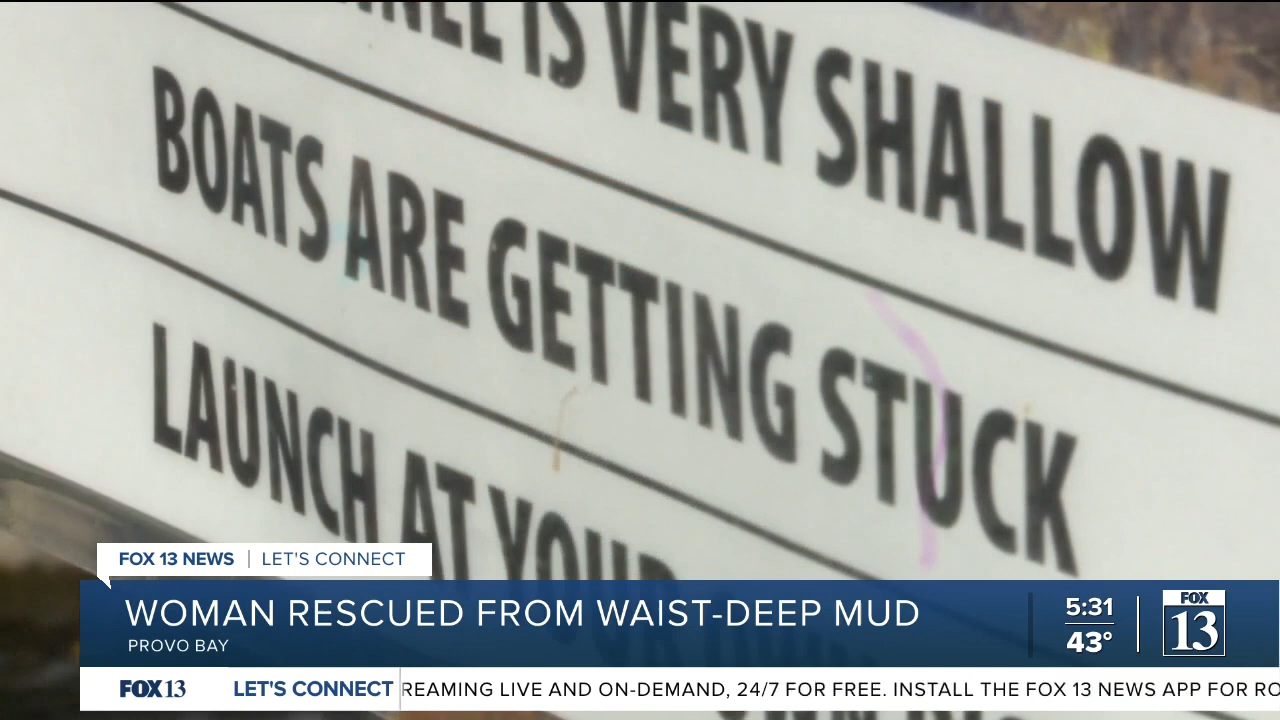 IS VERY SHALLOW
BOATS ARE GETTING STUCK
LAUNCH AT YOUR
FOX 13 NEWS | LET'S CONNECT
WOMAN RESCUED FROM WAIST-DEEP MUD
PROVO BAY
5:31
43°
FOX
13
FOX 13 LET'S CONNECT REAMING LIVE AND ON-DEMAND, 24/7 FOR FREE. INSTALL THE FOX 13 NEWS APP FOR RO